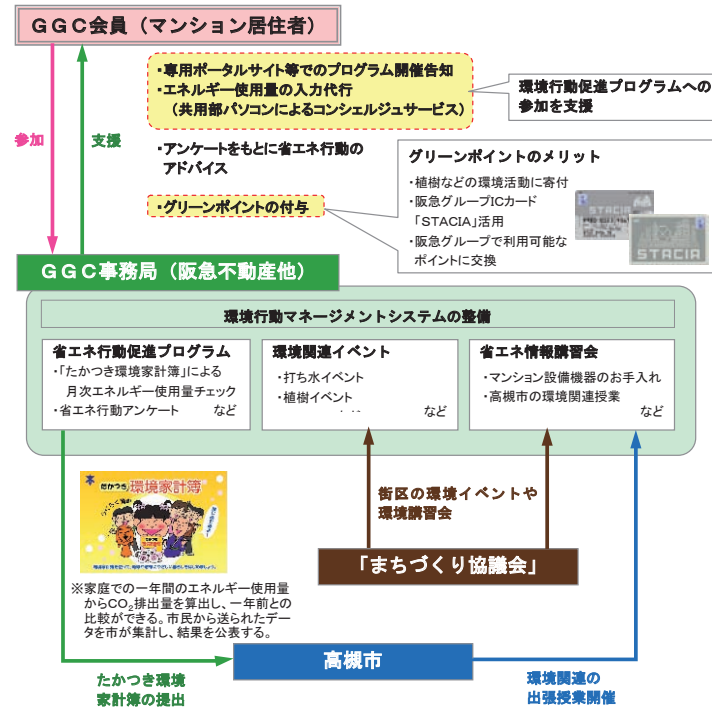 GGC会員（マンション居住者）
参加
支援
・専用ポータルサイト等でのプログラム開催告知
・エネルギー使用量の入力代行
（共用部パソコンによるコンシェルジュサービス）
環境行動促進プログラムへの
参加を支援
・アンケートをもとに省エネ行動の
アドバイス
・グリーンポイントの付与
グリーンポイントのメリット
・植樹などの環境活動に寄付
・阪急グループICカード
「STACIA」活用
・阪急グループで利用可能な
ポイントに交換
STACIA
STACIA
GGC事務局（阪急不動産他）
環境行動マネージメントシステムの整備
省エネ行動促進プログラム
・「たかつき環境家計簿」による
月次エネルギー使用量チェック
・省エネ行動アンケート　など
環境関連イベント
・打ち水イベント
・植樹イベント
など
省エネ情報講習会
・マンション設備機器のお手入れ
・高槻市の環境関連授業
など
たかつき環境家計簿
街区の環境イベントや
環境講習会
「まちづくり協議会」
※家庭での一年間のエネルギー使用量
からCO₂排出量を算出し、一年前との
比較ができる。市民から送られたデー
タを市が集計し、結果を公表する。
高槻市
たかつき環境
家計簿の提出
環境関連の
出張授業開催